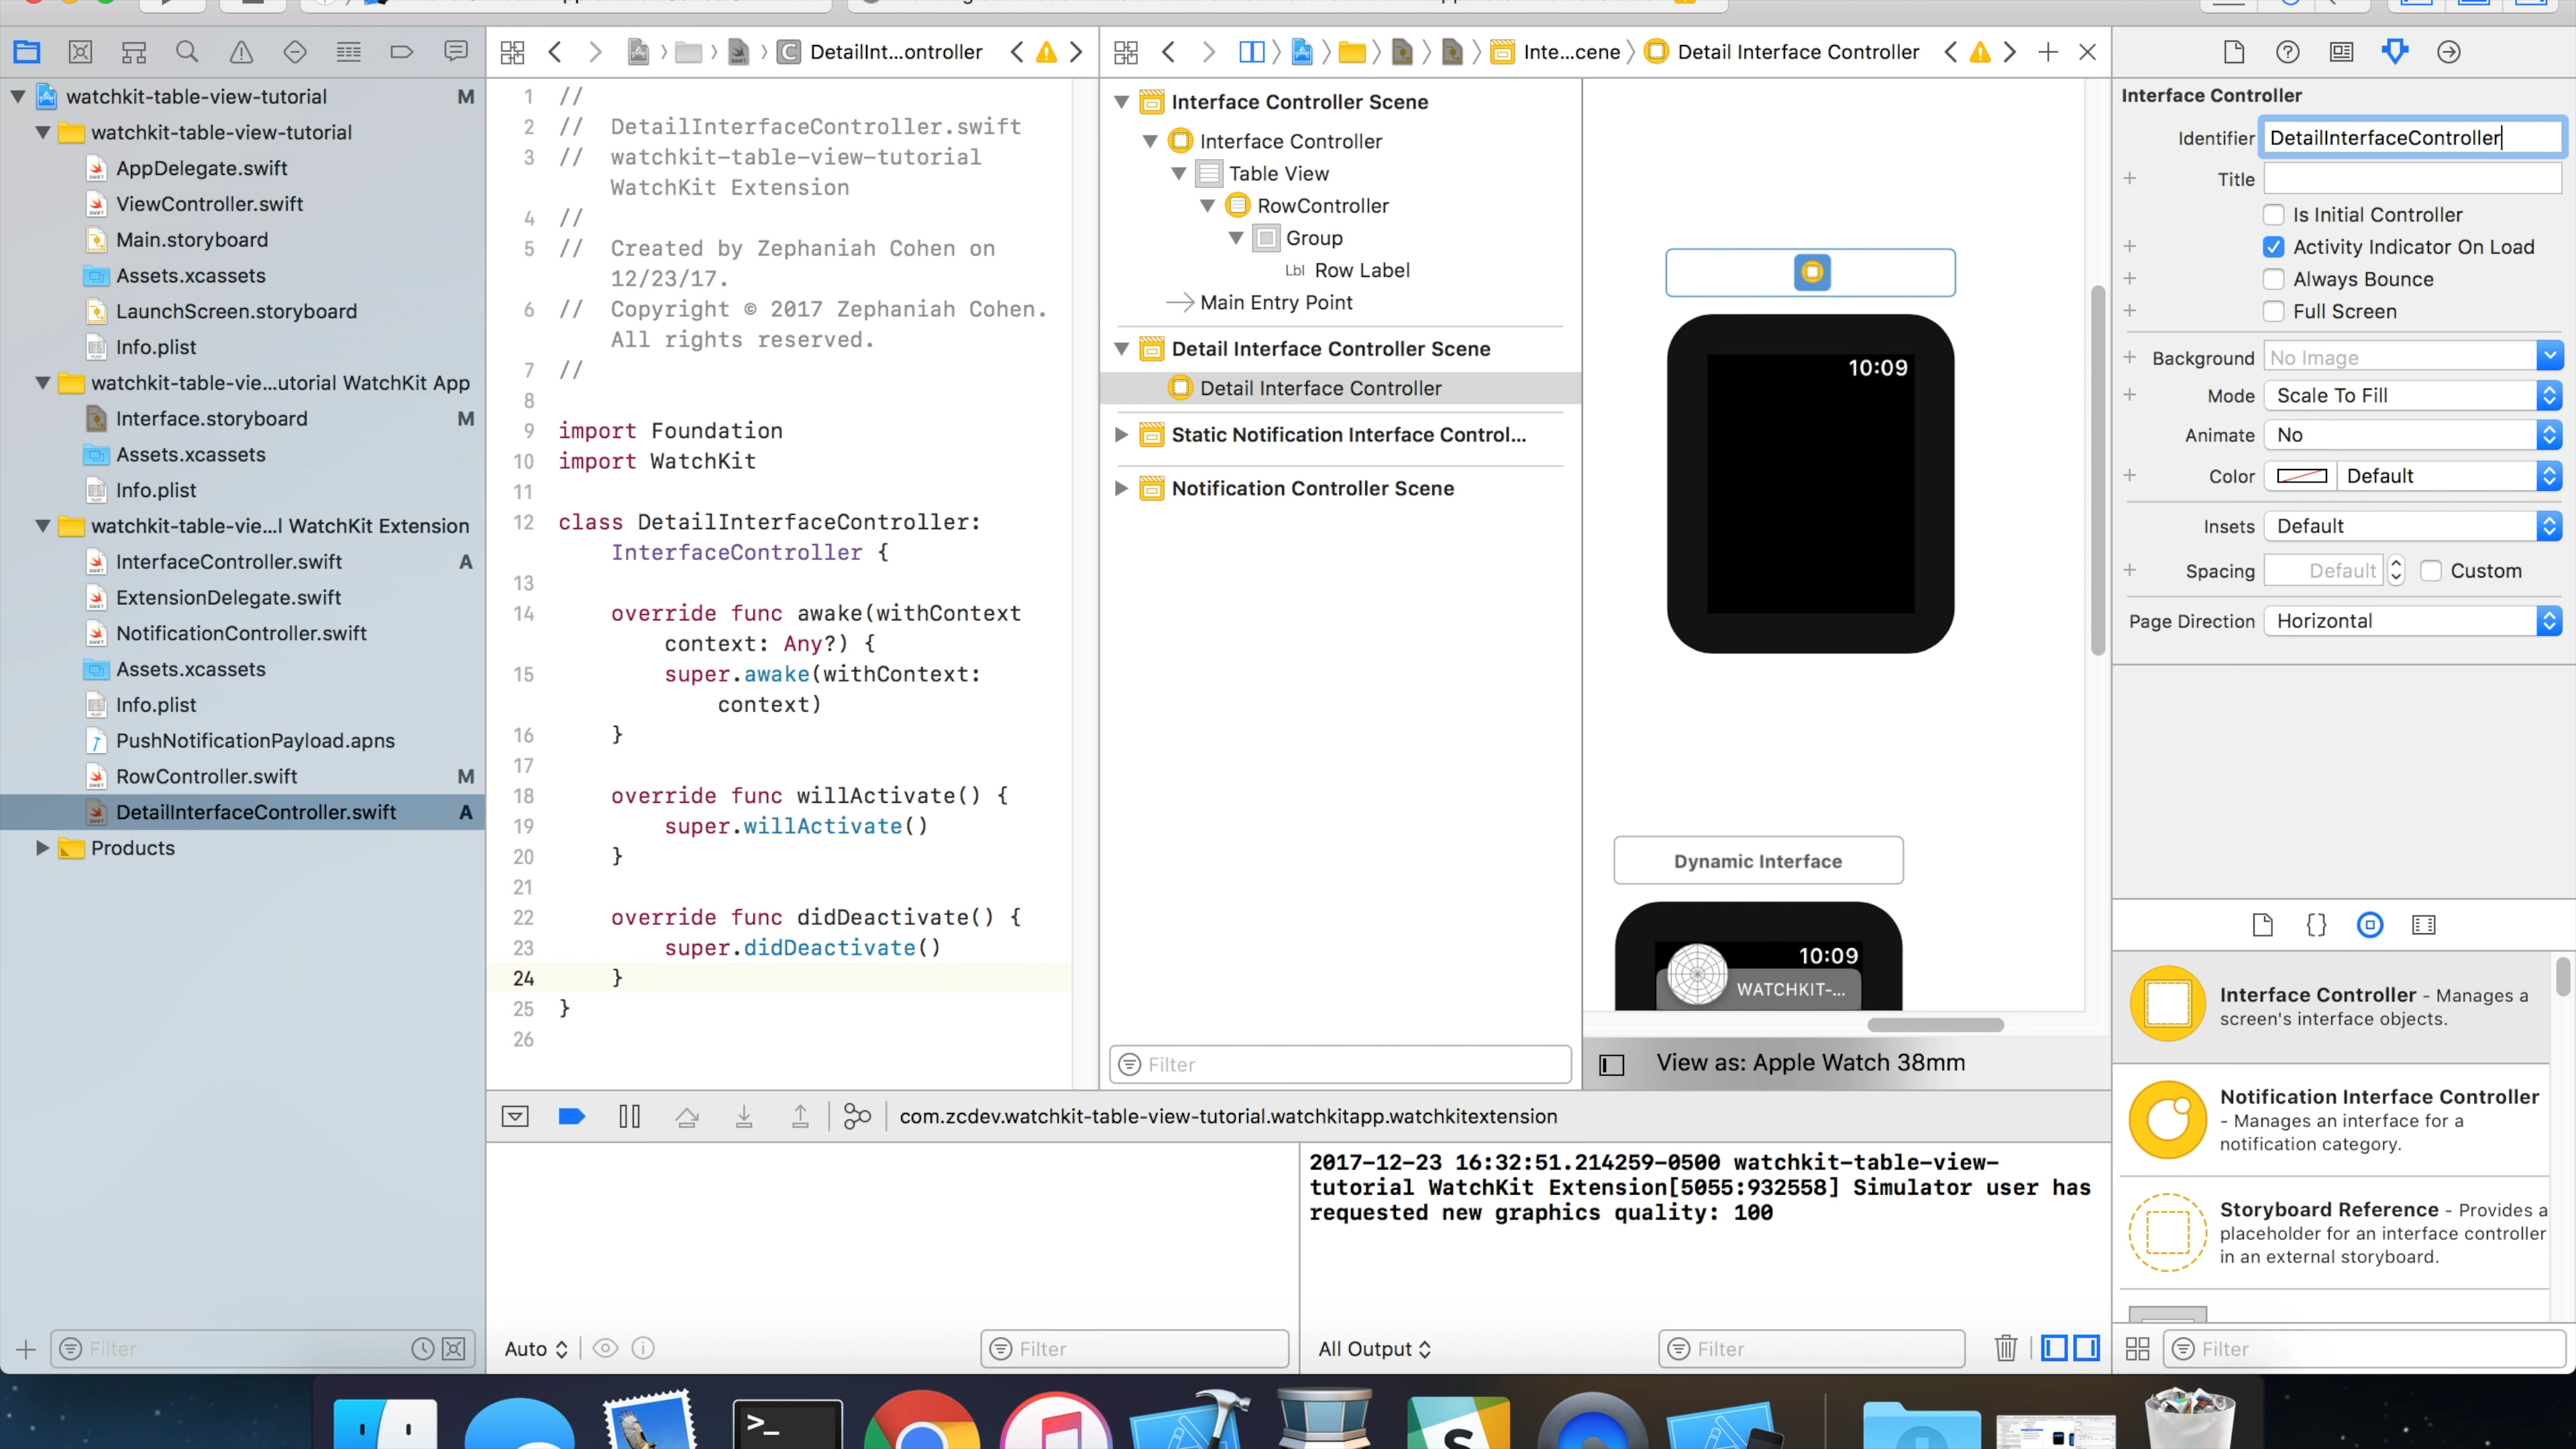 DetailInt...ontroller
Inte...cene
Detail Interface Controller
watchkit-table-view-tutorial M
watchkit-table-view-tutorial
AppDelegate.swift
ViewController.swift
Main.storyboard
Assets.xcassets
LaunchScreen.storyboard
Info.plist
watchkit-table-vie...utorial WatchKit App
Interface.storyboard M
Assets.xcassets
Info.plist
watchkit-table-vie...l WatchKit Extension
InterfaceController.swift A
ExtensionDelegate.swift
NotificationController.swift
Assets.xcassets
Info.plist
PushNotificationPayload.apns
RowController.swift M
DetailInterfaceController.swift A
Products
Filter
1 //
2 // DetailInterfaceController.swift
3 // watchkit-table-view-tutorial
WatchKit Extension
4 //
5 // Created by Zephaniah Cohen on
12/23/17.
6 // Copyright © 2017 Zephaniah Cohen.
All rights reserved.
7 //
8
9 import Foundation
10 import WatchKit
11
12 class DetailInterfaceController:
InterfaceController {
13
14 override func awake(withContext
context: Any?) {
15 super.awake(withContext:
context)
16 }
17
18 override func willActivate() {
19 super.willActivate()
20 }
21
22 override func didDeactivate() {
23 super.didDeactivate()
24 }
25 }
26
Interface Controller Scene
Interface Controller
Table View
RowController
Group
Lbl Row Label
Main Entry Point
Detail Interface Controller Scene
Detail Interface Controller
Static Notification Interface Control...
Notification Controller Scene
Filter
10:09
Dynamic Interface
10:09
WATCHKIT-...
View as: Apple Watch 38mm
Interface Controller
Identifier DetailInterfaceController
Title
Is Initial Controller
Activity Indicator On Load
Always Bounce
Full Screen
Background No Image
Mode Scale To Fill
Animate No
Color Default
Insets Default
Spacing Default Custom
Page Direction Horizontal
Interface Controller - Manages a
screen's interface objects.
Notification Interface Controller
- Manages an interface for a
notification category.
Storyboard Reference - Provides a
placeholder for an interface controller
in an external storyboard.
Filter
com.zcdev.watchkit-table-view-tutorial.watchkitapp.watchkitextension
2017-12-23 16:32:51.214259-0500 watchkit-table-view-
tutorial WatchKit Extension[5055:932558] Simulator user has
requested new graphics quality: 100
Auto
Filter
All Output
Filter